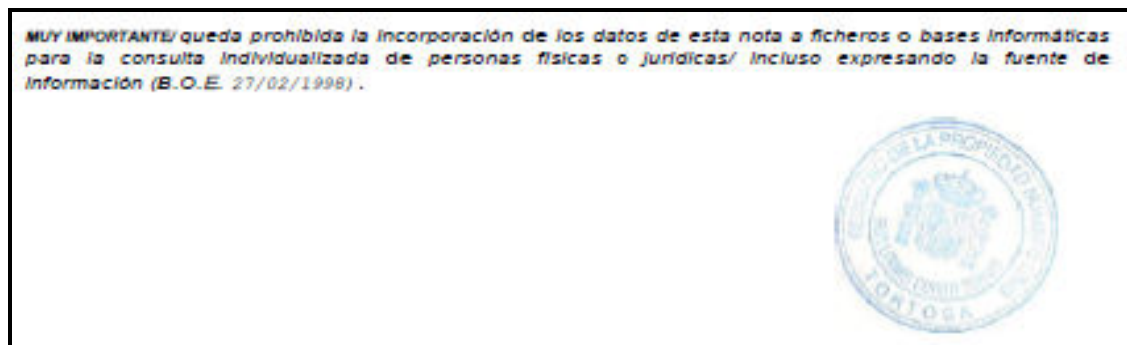 MUY IMPORTANTE/ queda prohibida la incorporación de los datos de esta nota a ficheros o bases informáticas
para la consulta individualizada de personas físicas o jurídicas/ incluso expresando la fuente de
información (B.O.E. 27/02/1998) .
DE LA PROPIEDAD
TORTOSA